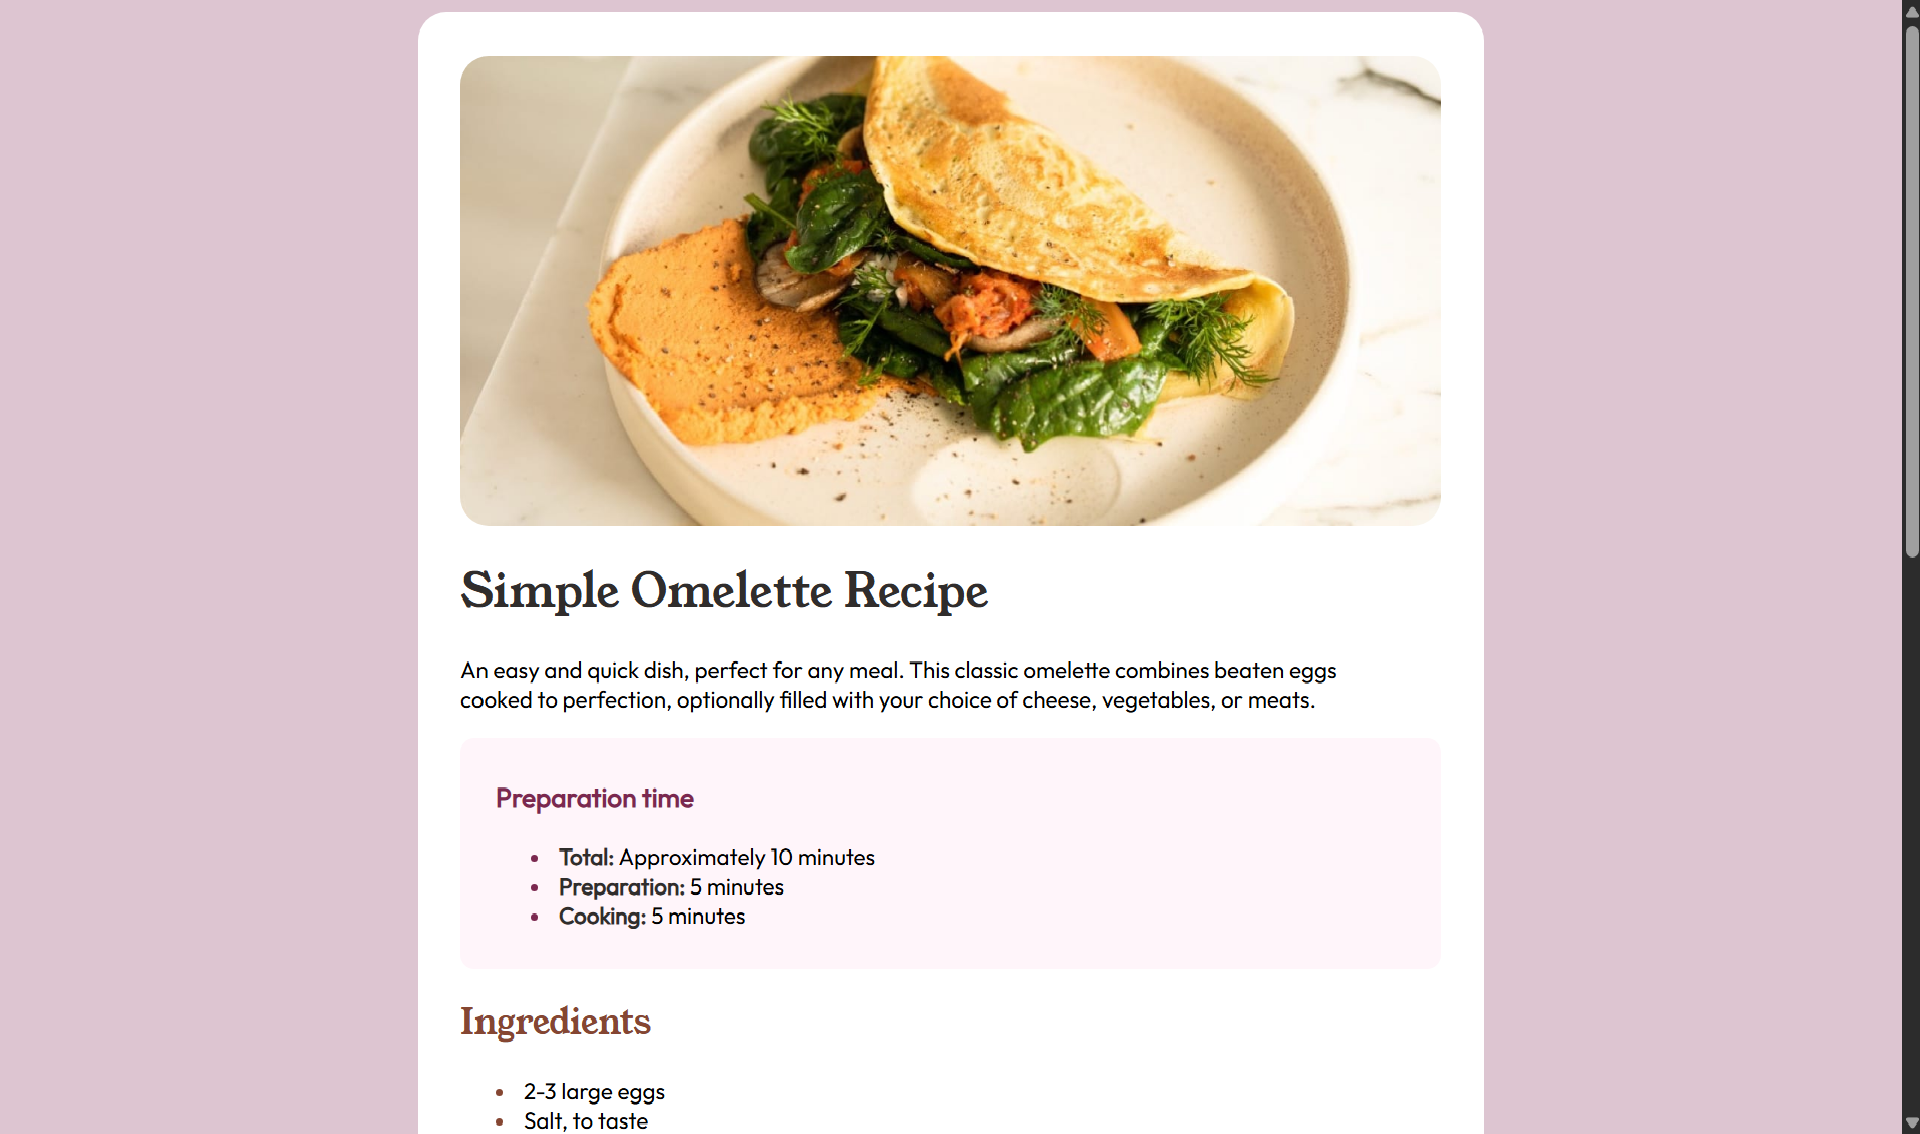 Simple Omelette Recipe
An easy and quick dish, perfect for any meal. This classic omelette combines beaten eggs
cooked to perfection, optionally filled with your choice of cheese, vegetables, or meats.
Preparation time
Total: Approximately 10 minutes
Preparation: 5 minutes
Cooking: 5 minutes
Ingredients
2-3 large eggs
Salt, to taste